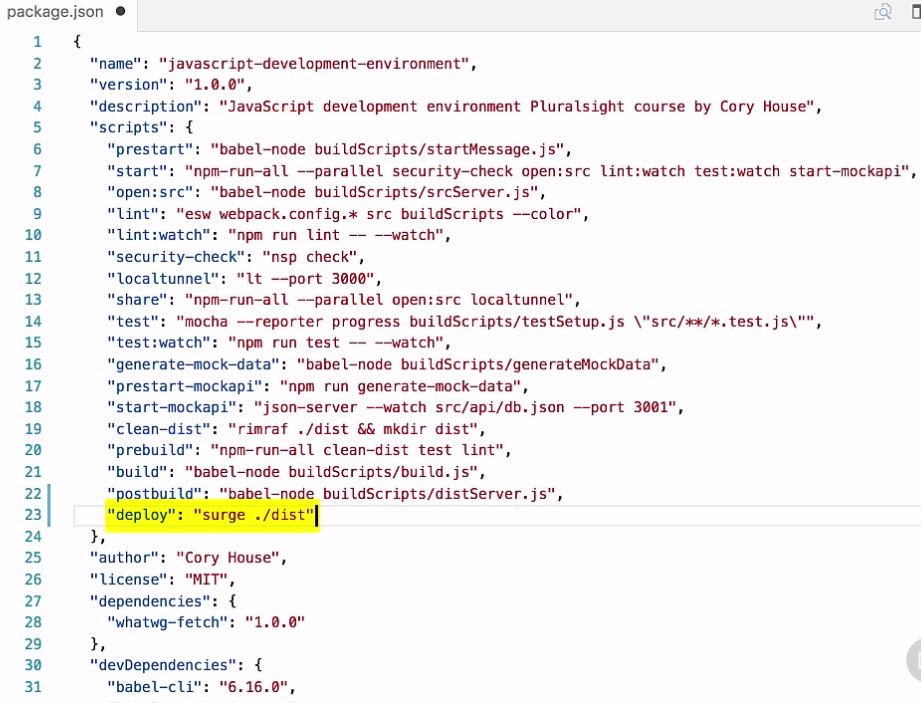 package.json ●
1 {
2 "name": "javascript-development-environment",
3 "version": "1.0.0",
4 "description": "JavaScript development environment Pluralsight course by Cory House",
5 "scripts": {
6 "prestart": "babel-node buildScripts/startMessage.js",
7 "start": "npm-run-all --parallel security-check open:src lint:watch test:watch start-mockapi",
8 "open:src": "babel-node buildScripts/srcServer.js",
9 "lint": "esw webpack.config.* src buildScripts --color",
10 "lint:watch": "npm run lint -- --watch",
11 "security-check": "nsp check",
12 "localtunnel": "lt --port 3000",
13 "share": "npm-run-all --parallel open:src localtunnel",
14 "test": "mocha --reporter progress buildScripts/testSetup.js \"src/**/*.test.js\"",
15 "test:watch": "npm run test -- --watch",
16 "generate-mock-data": "babel-node buildScripts/generateMockData",
17 "prestart-mockapi": "npm run generate-mock-data",
18 "start-mockapi": "json-server --watch src/api/db.json --port 3001",
19 "clean-dist": "rimraf ./dist && mkdir dist",
20 "prebuild": "npm-run-all clean-dist test lint",
21 "build": "babel-node buildScripts/build.js",
22 "postbuild": "babel-node buildScripts/distServer.js",
23 "deploy": "surge ./dist"
24 },
25 "author": "Cory House",
26 "license": "MIT",
27 "dependencies": {
28 "whatwg-fetch": "1.0.0"
29 },
30 "devDependencies": {
31 "babel-cli": "6.16.0",